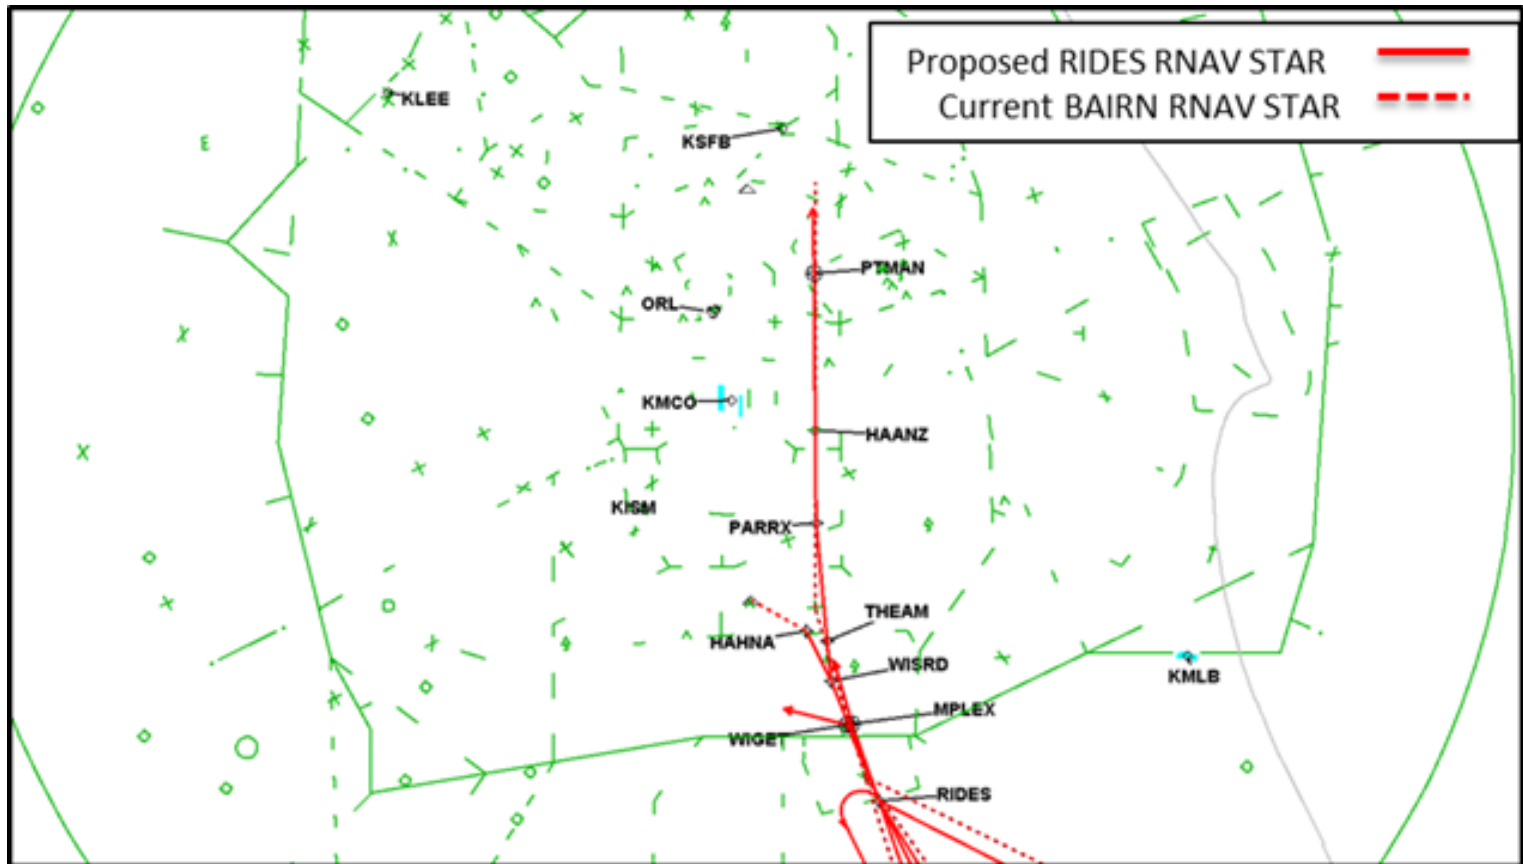 Proposed RIDES RNAV STAR
Current BAIRN RNAV STAR
KLEE
KSFB
PTMAN
ORL
KMCO
HAANZ
KISM
PARRX
THEAM
HAHNA
WISRD
KMLB
MPLEX
WIGET
RIDES